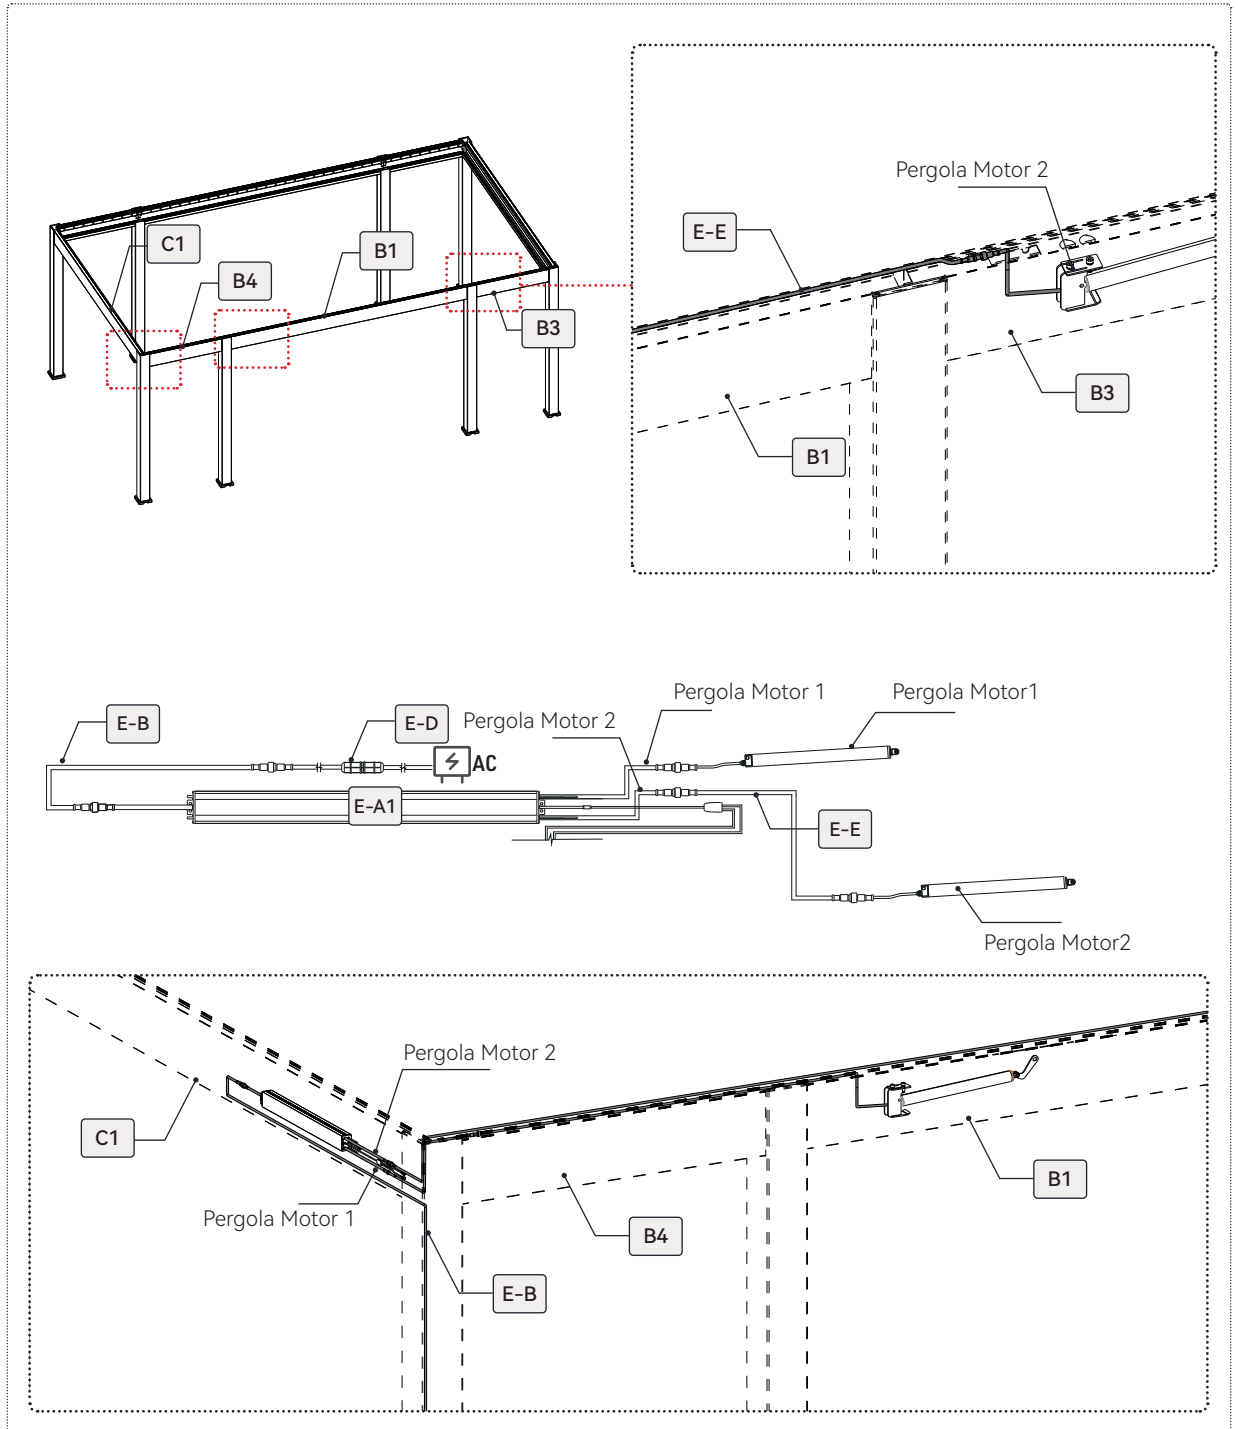 Pergola Motor 2
E-E
C1
B1
B4
B3
B3
B1
Pergola Motor 1
Pergola Motor1
E-B
E-D
Pergola Motor 2
AC
E-A1
E-E
Pergola Motor2
Pergola Motor 2
C1
B1
Pergola Motor 1
B4
E-B